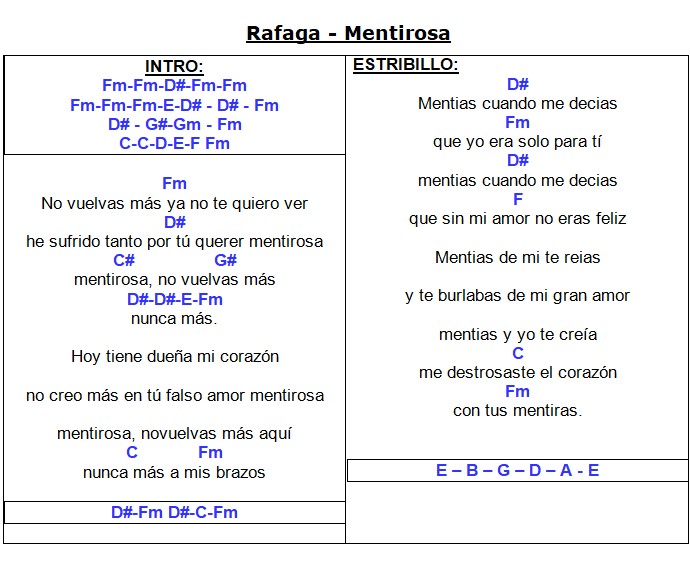 Rafaga - Mentirosa
INTRO:
Fm-Fm-D#-Fm-Fm
Fm-Fm-Fm-E-D# - D# - Fm
D# - G#-Gm - Fm
C-C-D-E-F Fm
Fm
No vuelvas más ya no te quiero ver
D#
he sufrido tanto por tú querer mentirosa
C# G#
mentirosa, no vuelvas más
D#-D#-E-Fm
nunca más.
Hoy tiene dueña mi corazón
no creo más en tú falso amor mentirosa
mentirosa, novuelvas más aquí
C Fm
nunca más a mis brazos
D#-Fm D#-C-Fm
ESTRIBILLO:
D#
Mentias cuando me decias
Fm
que yo era solo para tí
D#
mentias cuando me decias
F
que sin mi amor no eras feliz
Mentias de mi te reias
y te burlabas de mi gran amor
mentias y yo te creía
C
me destrosaste el corazón
Fm
con tus mentiras.
E – B – G – D – A - E